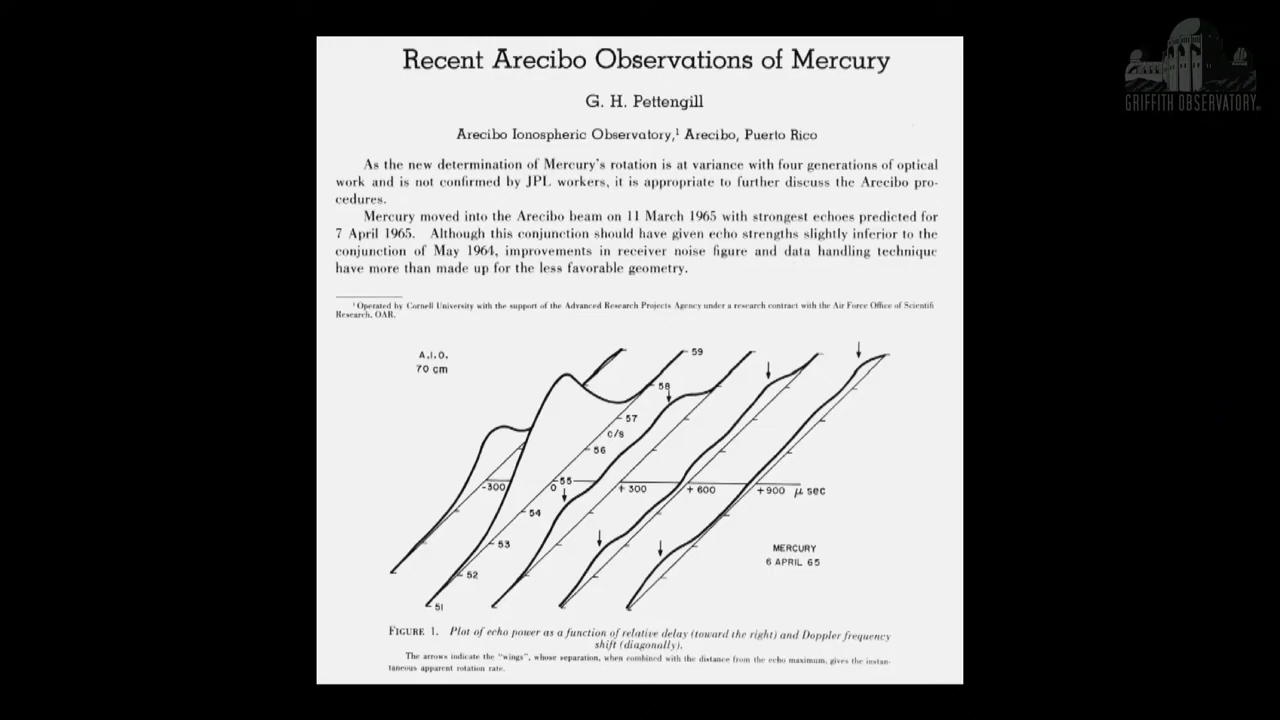 GRIFFITH OBSERVATORY
Recent Arecibo Observations of Mercury
G. H. Pettengill
Arecibo Ionospheric Observatory,¹ Arecibo, Puerto Rico
As the new determination of Mercury's rotation is at variance with four generations of optical
work and is not confirmed by JPL workers, it is appropriate to further discuss the Arecibo pro-
cedures.
Mercury moved into the Arecibo beam on 11 March 1965 with strongest echoes predicted for
7 April 1965. Although this conjunction should have given echo strengths slightly inferior to the
conjunction of May 1964, improvements in receiver noise figure and data handling technique
have more than made up for the less favorable geometry.
¹ Operated by Cornell University with the support of the Advanced Research Projects Agency under a research contract with the Air Force Office of Scientific
Research, OAR.
A.I.O.
70 cm
59
58
57
c/s
56
55
-300
0
+300
+600
+900 μ sec
54
53
52
51
MERCURY
6 APRIL 65
FIGURE 1. Plot of echo power as a function of relative delay (toward the right) and Doppler frequency
shift (diagonally).
The arrows indicate the "wings", whose separation, when combined with the distance from the echo maximum, gives the instan-
taneous apparent rotation rate.